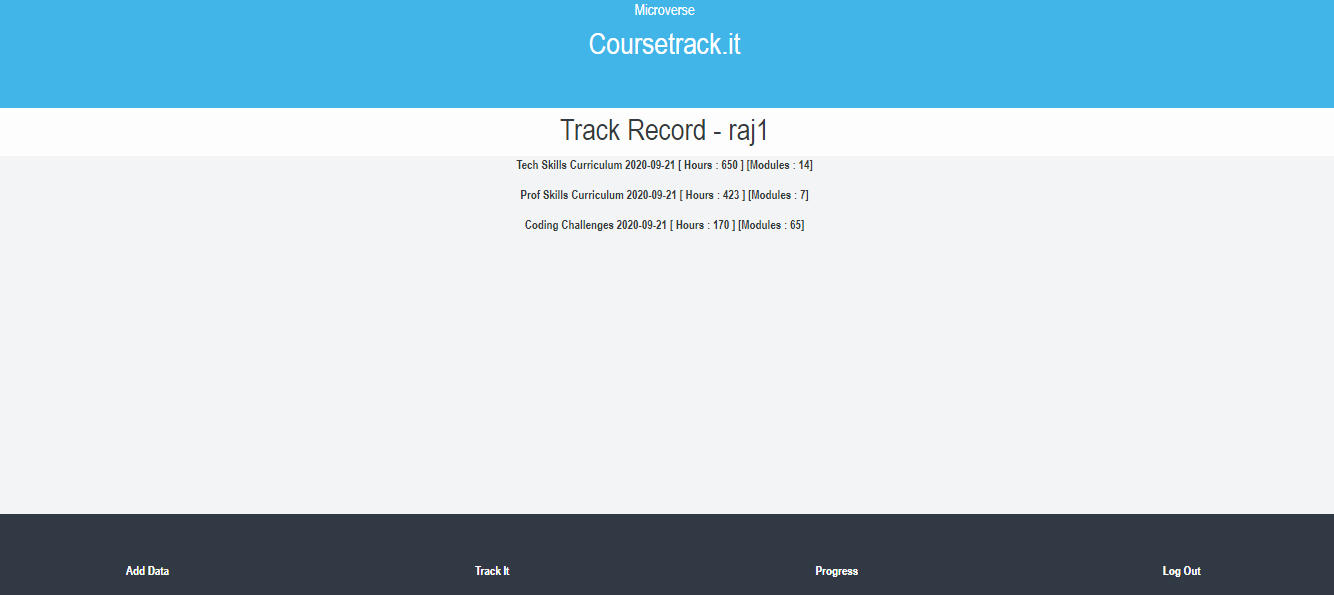 Microverse
Coursetrack.it
Track Record - raj1
Tech Skills Curriculum 2020-09-21 [ Hours : 650 ] [Modules : 14]
Prof Skills Curriculum 2020-09-21 [ Hours : 423 ] [Modules : 7]
Coding Challenges 2020-09-21 [ Hours : 170 ] [Modules : 65]
Add Data Track It Progress Log Out